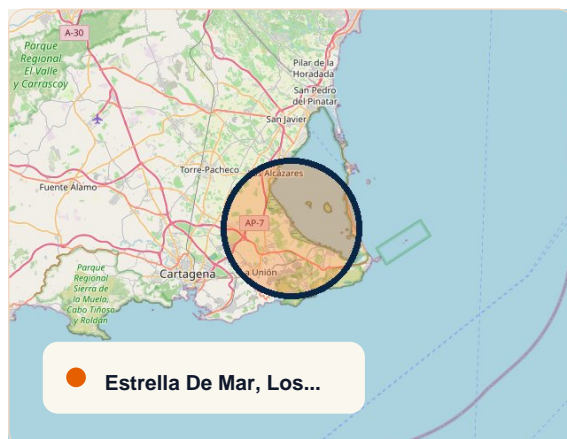 A-30
Parque
Regional
El Valle
y Carrascoy
Pilar de la
Horadada
San Pedro
del Pinatar
San Javier
Torre-Pacheco
Los Alcázares
Fuente Alamo
AP-7
Cartagena
La Unión
Parque
Regional
Sierra de
la Muela,
Cabo Tiñoso
y Roldán
Estrella De Mar, Los...